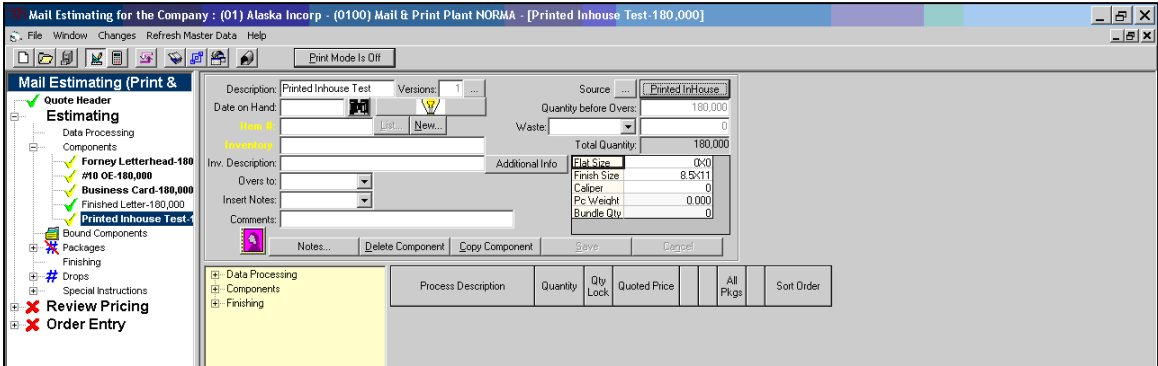 Mail Estimating for the Company : (01) Alaska Incorp - (0100) Mail & Print Plant NORMA - [Printed Inhouse Test-180,000]
File Window Changes Refresh Master Data Help
Print Mode Is Off
Mail Estimating (Print &
Quote Header
Estimating
Data Processing
Components
Forney Letterhead-180
#10 OE-180,000
Business Card-180,000
Finished Letter-180,000
Printed Inhouse Test-1
Bound Components
Packages
Finishing
Drops
Special Instructions
Review Pricing
Order Entry
Description: Printed Inhouse Test Versions: 1 ...
Source ... Printed InHouse
Date on Hand:
Quantity before Overs: 180,000
Item # List... New...
Waste: 0
Inventory
Total Quantity: 180,000
Inv. Description: Additional Info
Flat Size 0X0
Finish Size 8.5X11
Caliper 0
Pc Weight 0.000
Bundle Qty 0
Overs to:
Insert Notes:
Comments:
Notes... Delete Component Copy Component Save Cancel
Data Processing
Components
Finishing
Process Description Quantity Qty Lock Quoted Price All Pkgs Sort Order